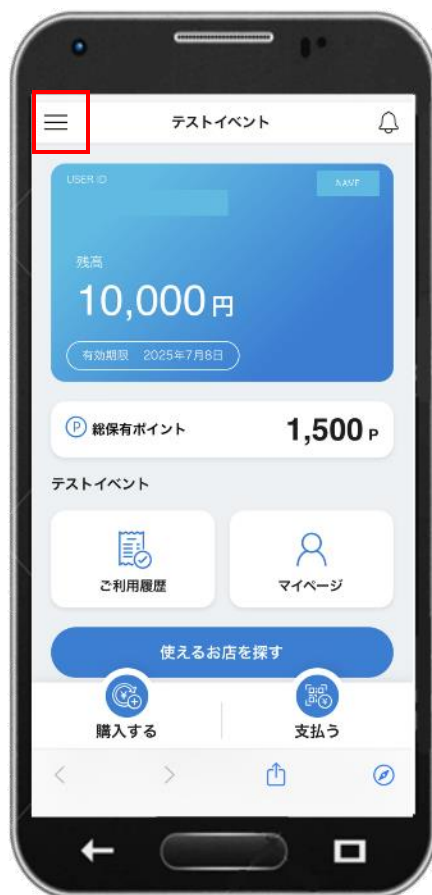 テストイベント
USER ID
NAME
残高
10,000円
有効期限 2025年7月8日
P 総保有ポイント 1,500 P
テストイベント
ご利用履歴 マイページ
使えるお店を探す
購入する 支払う